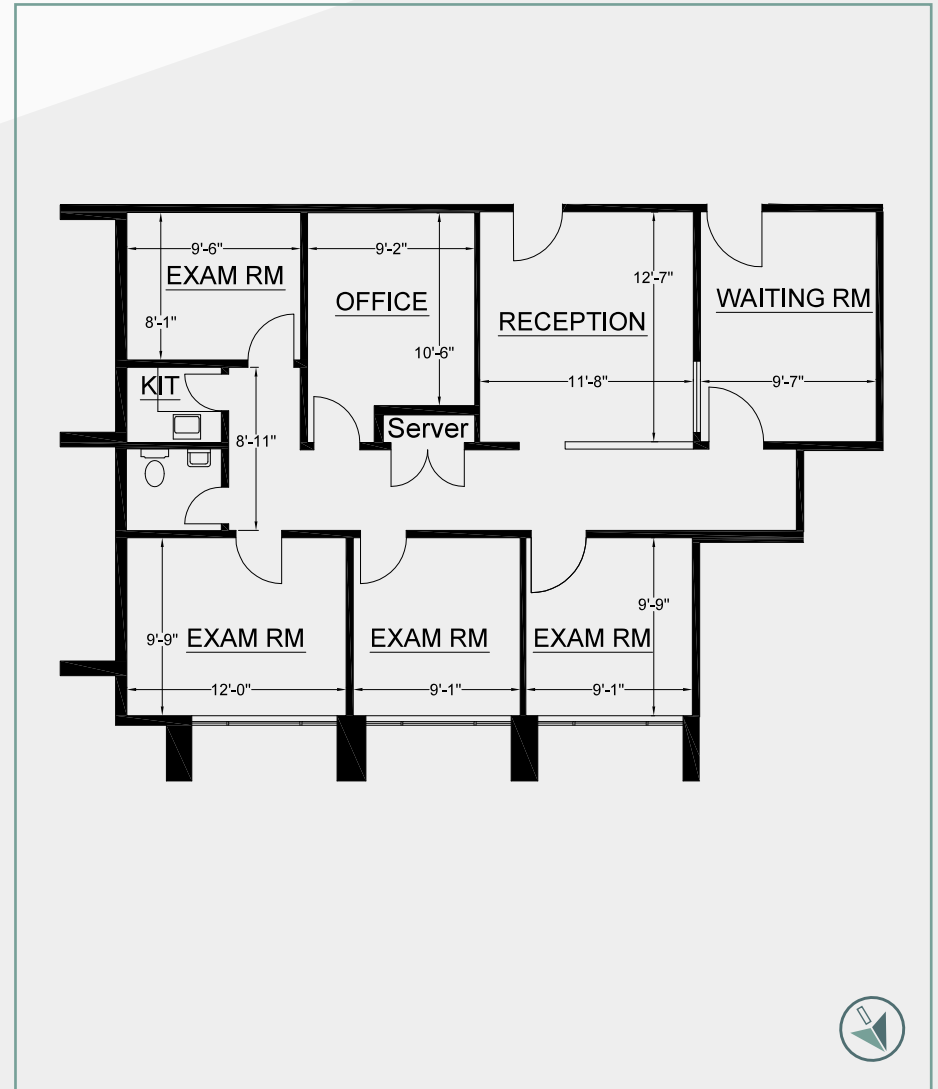 9'-6"
EXAM RM
8'-1"
9'-2"
OFFICE
10'-6"
12'-7"
RECEPTION
11'-8"
WAITING RM
9'-7"
KIT
8'-11"
Server
9'-9"
EXAM RM
12'-0"
EXAM RM
9'-1"
9'-9"
EXAM RM
9'-1"